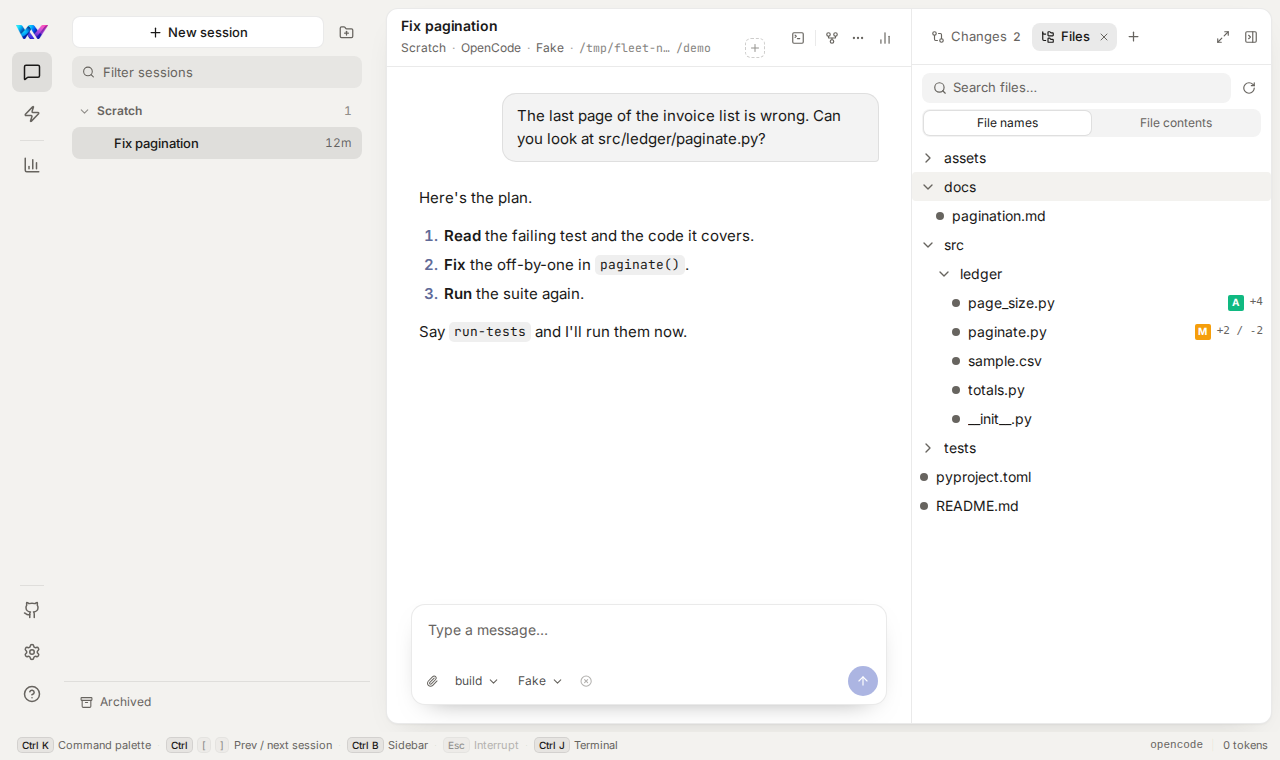 New session
Filter sessions
Scratch 1
Fix pagination 12m
Archived
Fix pagination
Scratch · OpenCode · Fake · /tmp/fleet-n… /demo
The last page of the invoice list is wrong. Can
you look at src/ledger/paginate.py?
Here's the plan.
1. Read the failing test and the code it covers.
2. Fix the off-by-one in paginate().
3. Run the suite again.
Say run-tests and I'll run them now.
Type a message...
build Fake
Changes 2 Files
Search files...
File names File contents
assets
docs
pagination.md
src
ledger
page_size.py A +4
paginate.py M +2 / -2
sample.csv
totals.py
__init__.py
tests
pyproject.toml
README.md
Ctrl K Command palette Ctrl [ ] Prev / next session Ctrl B Sidebar Esc Interrupt Ctrl J Terminal opencode 0 tokens